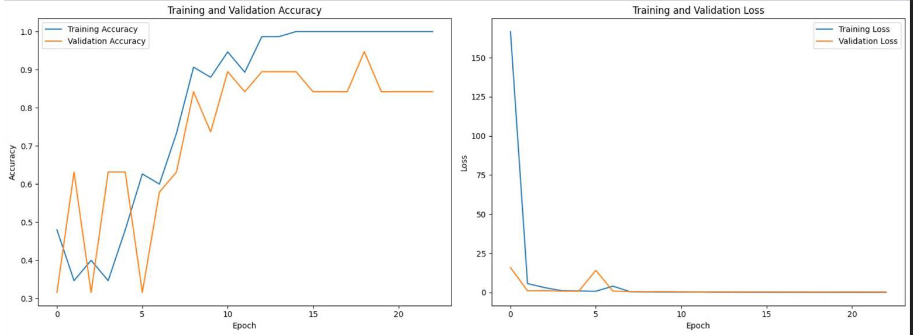 Training and Validation Accuracy
Training Accuracy
Validation Accuracy
1.0
0.9
0.8
0.7
0.6
0.5
0.4
0.3
Accuracy
0
5
10
15
20
Epoch
Training and Validation Loss
Training Loss
Validation Loss
150
125
100
75
50
25
0
Loss
0
5
10
15
20
Epoch